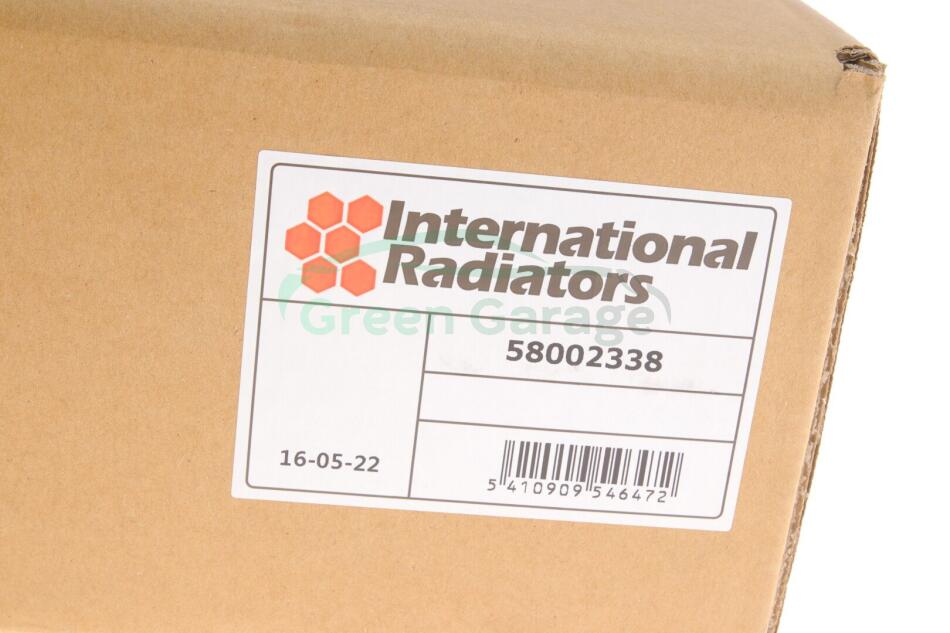 International
Radiators
Green Garage
58002338
16-05-22
5 410909 546472